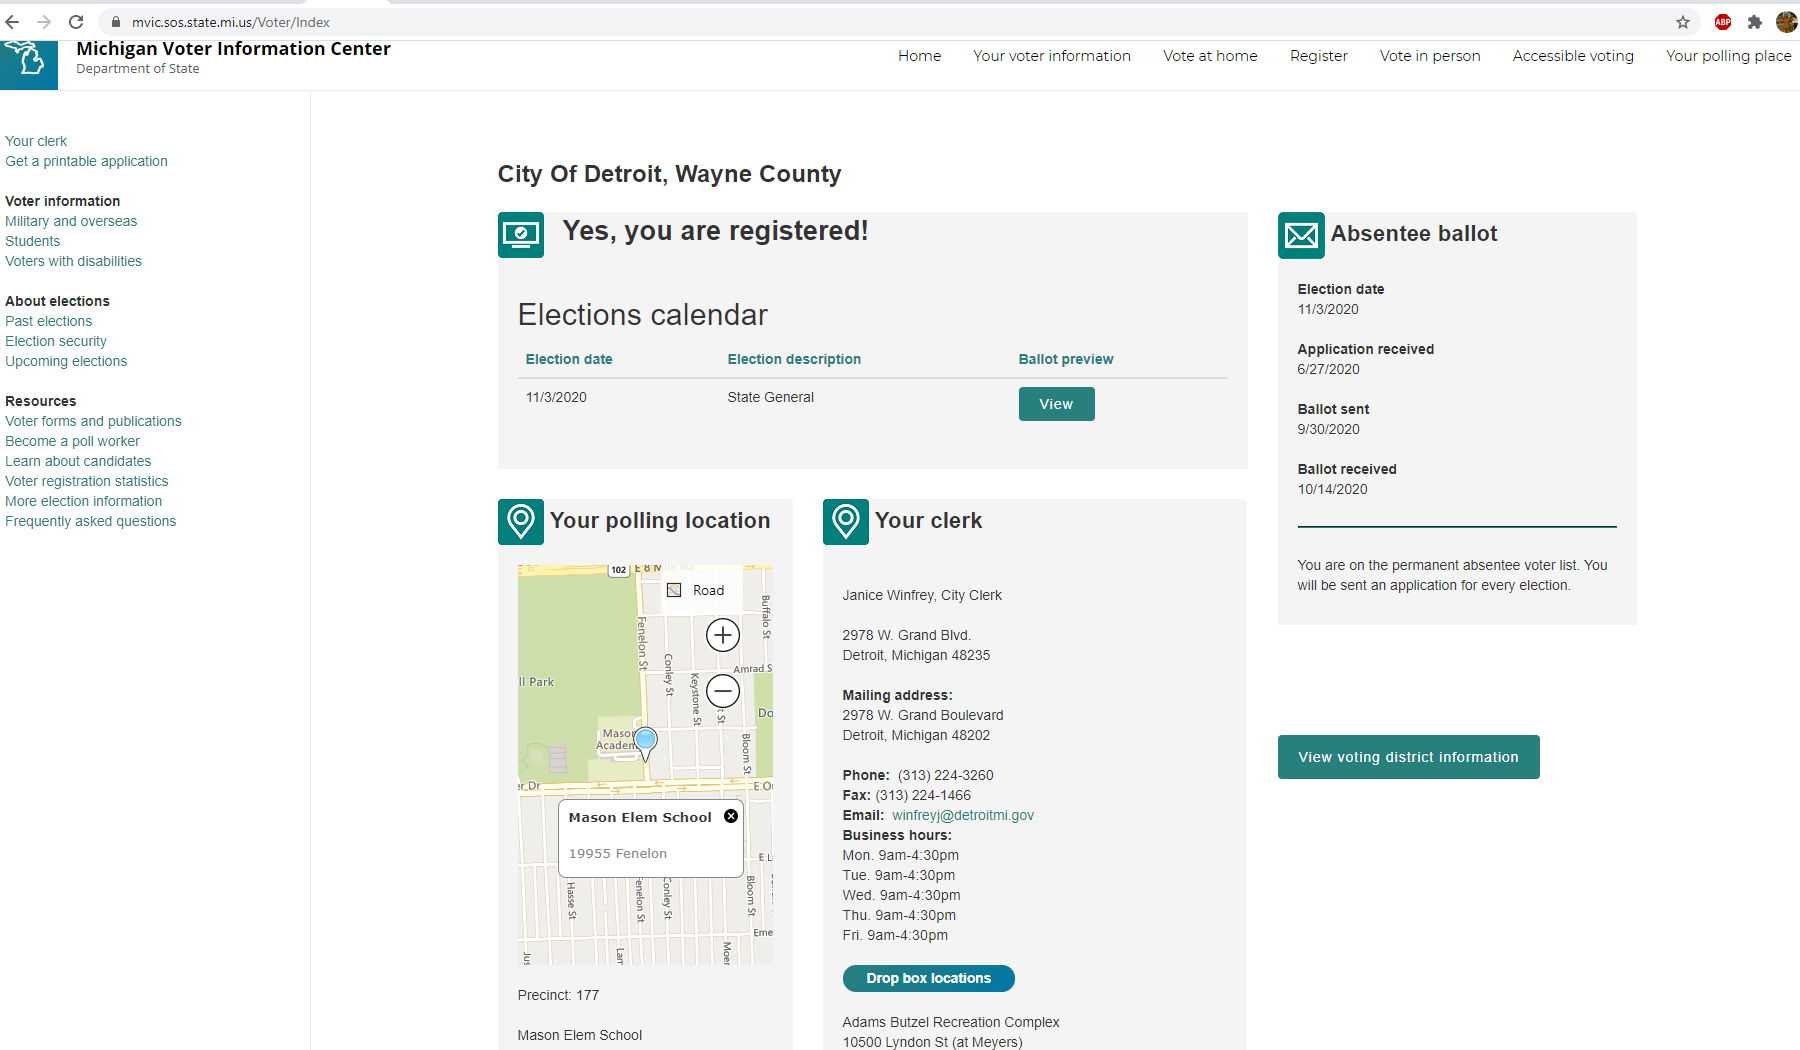 mvic.sos.state.mi.us/Voter/Index
ABP
Michigan Voter Information Center
Department of State
Home
Your voter information
Vote at home
Register
Vote in person
Accessible voting
Your polling place
Your clerk
Get a printable application
Voter information
Military and overseas
Students
Voters with disabilities
About elections
Past elections
Election security
Upcoming elections
Resources
Voter forms and publications
Become a poll worker
Learn about candidates
Voter registration statistics
More election information
Frequently asked questions
City Of Detroit, Wayne County
Yes, you are registered!
Elections calendar
Election date Election description Ballot preview
11/3/2020 State General View
Absentee ballot
Election date
11/3/2020
Application received
6/27/2020
Ballot sent
9/30/2020
Ballot received
10/14/2020
You are on the permanent absentee voter list. You
will be sent an application for every election.
View voting district information
Your polling location
102
E 8 M
Road
Buffalo St
Fenelon St
Conley St
Keystone St
t St
Amrad S
ll Park
Do
Mason
Academ
Bloom St
er Dr
E O
Mason Elem School
19955 Fenelon
E L
Hasse St
Fenelon St
Conley St
Bloom St
Eme
Jus
Lam
Moen
Precinct: 177
Mason Elem School
Your clerk
Janice Winfrey, City Clerk
2978 W. Grand Blvd.
Detroit, Michigan 48235
Mailing address:
2978 W. Grand Boulevard
Detroit, Michigan 48202
Phone: (313) 224-3260
Fax: (313) 224-1466
Email: winfreyj@detroitmi.gov
Business hours:
Mon. 9am-4:30pm
Tue. 9am-4:30pm
Wed. 9am-4:30pm
Thu. 9am-4:30pm
Fri. 9am-4:30pm
Drop box locations
Adams Butzel Recreation Complex
10500 Lyndon St (at Meyers)